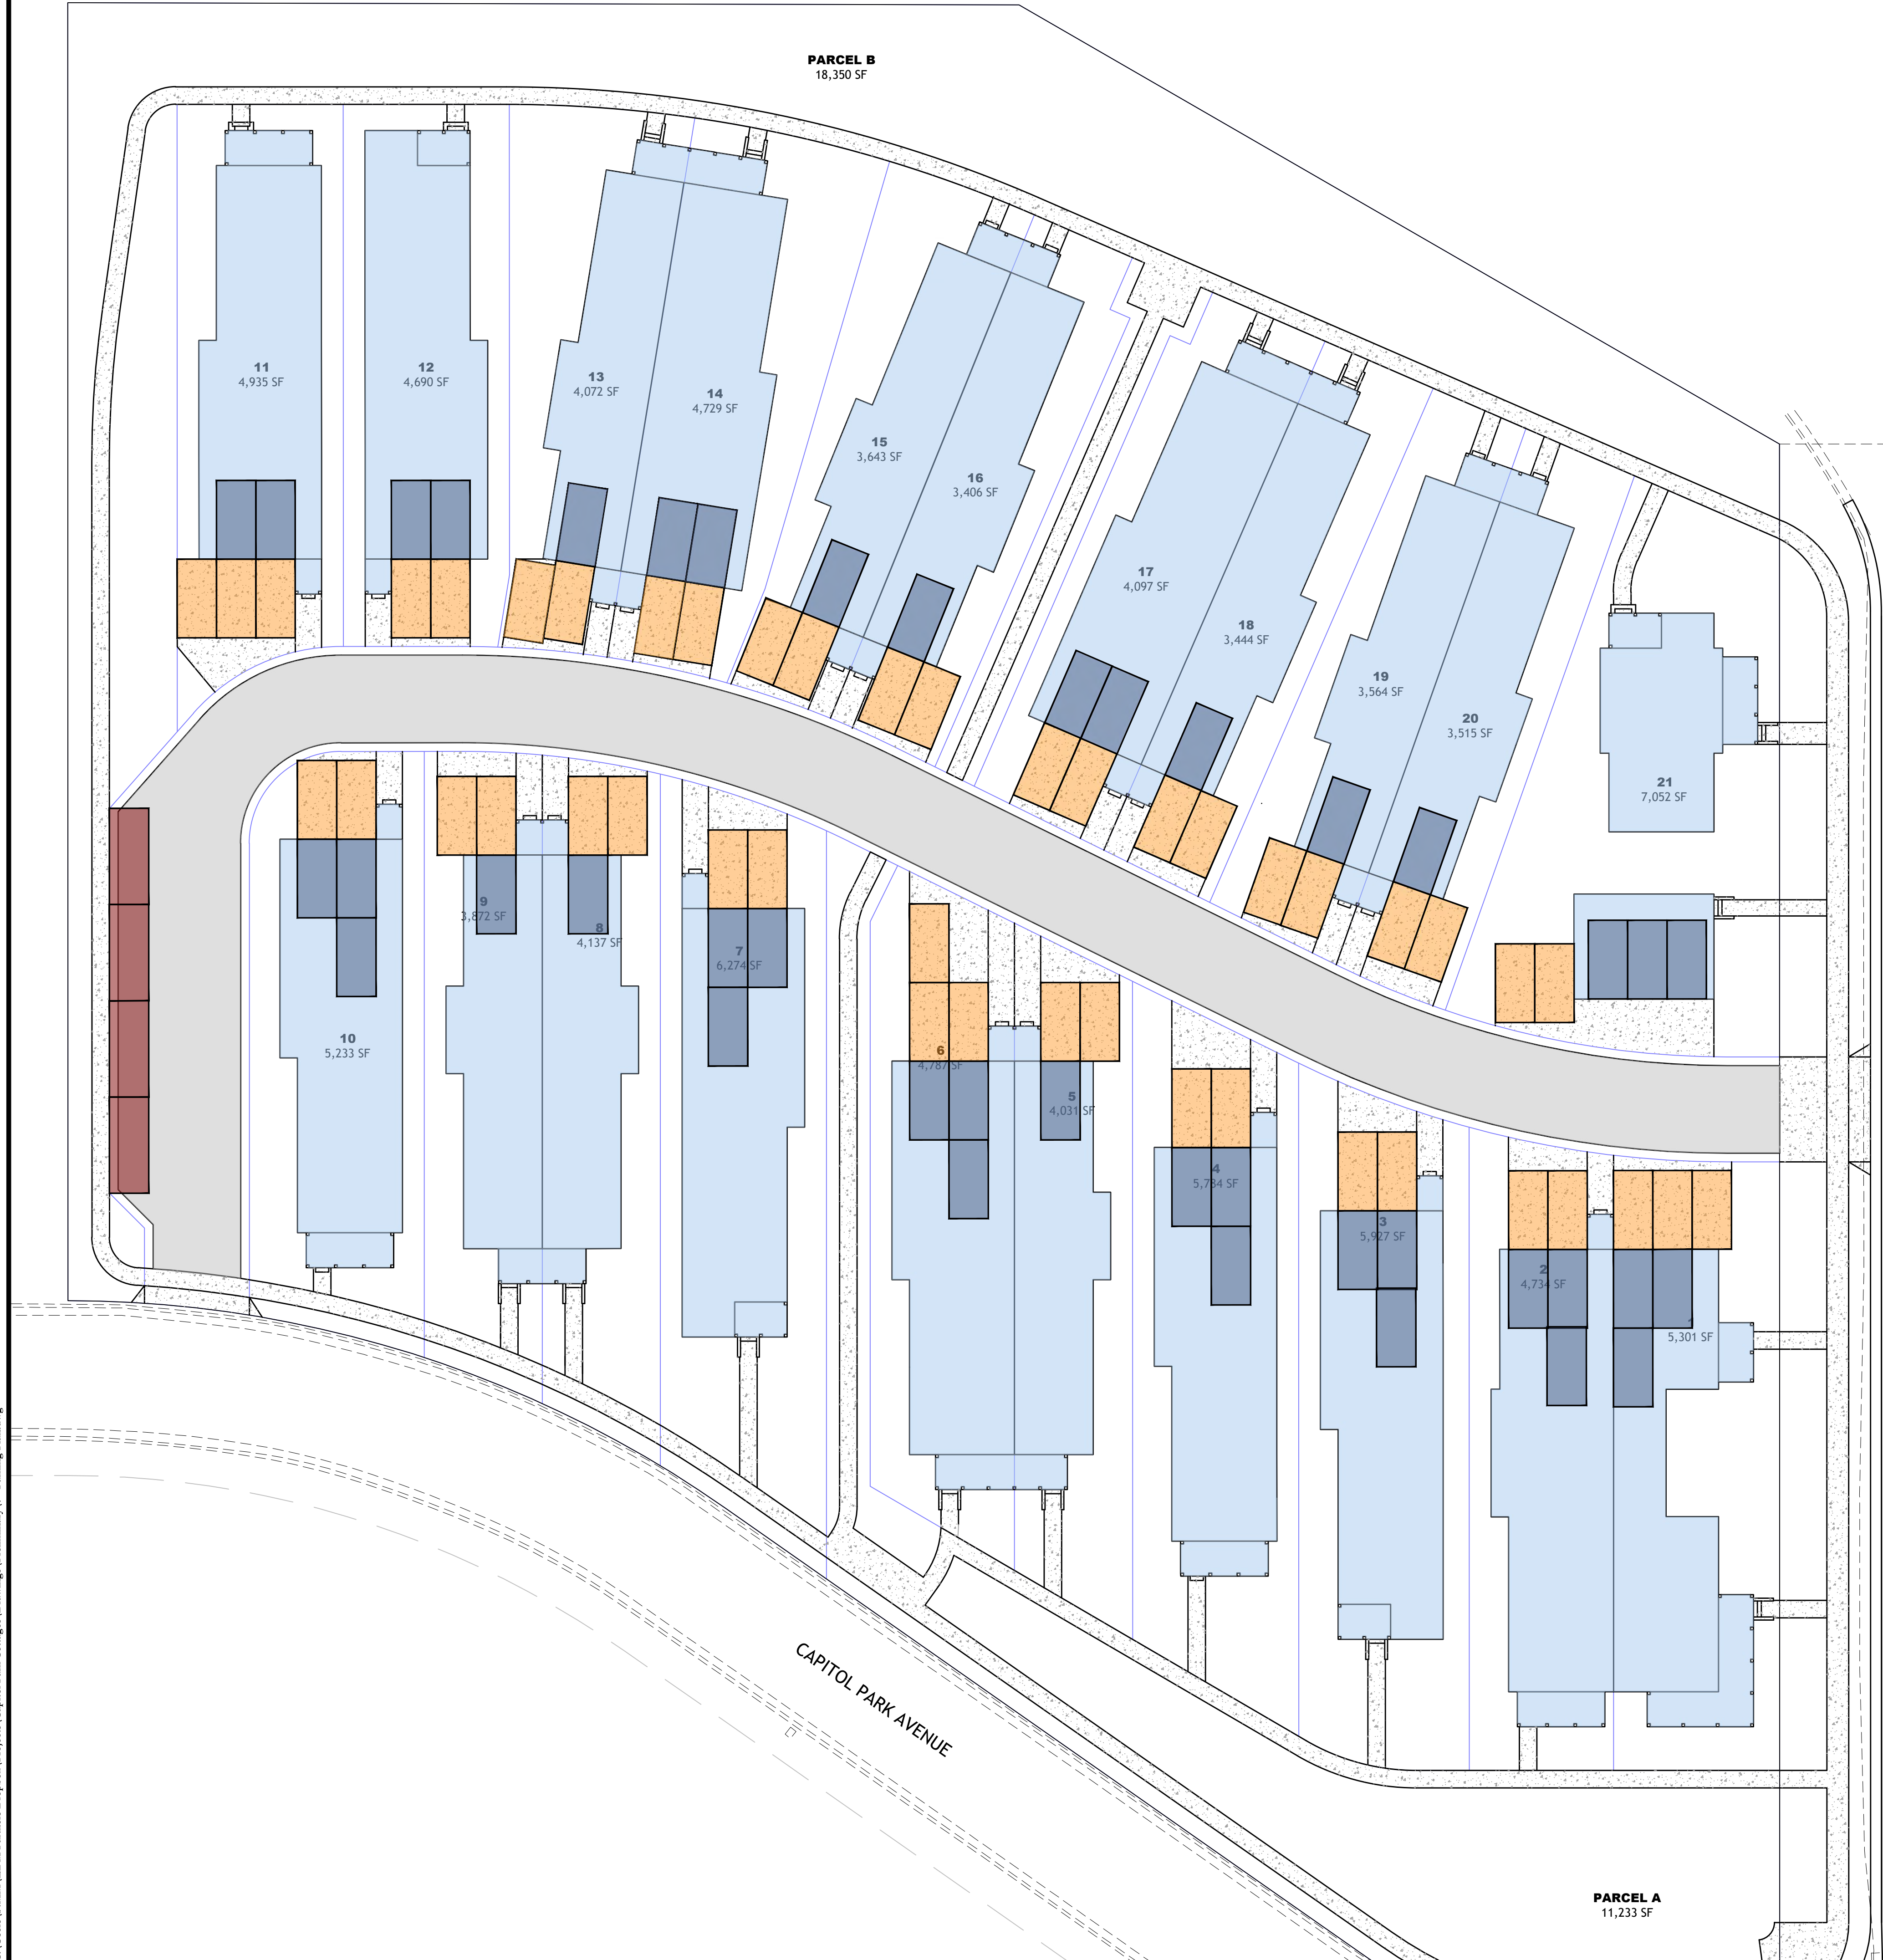 PARCEL B
18,350 SF
11
4,935 SF
12
4,690 SF
13
4,072 SF
14
4,729 SF
15
3,643 SF
16
3,406 SF
17
4,097 SF
18
3,444 SF
19
3,564 SF
20
3,515 SF
21
7,052 SF
10
5,233 SF
9
3,872 SF
8
4,137 SF
7
6,274 SF
6
4,787 SF
5
4,031 SF
4
5,784 SF
3
5,927 SF
2
4,734 SF
5,301 SF
CAPITOL PARK AVENUE
PARCEL A
11,233 SF